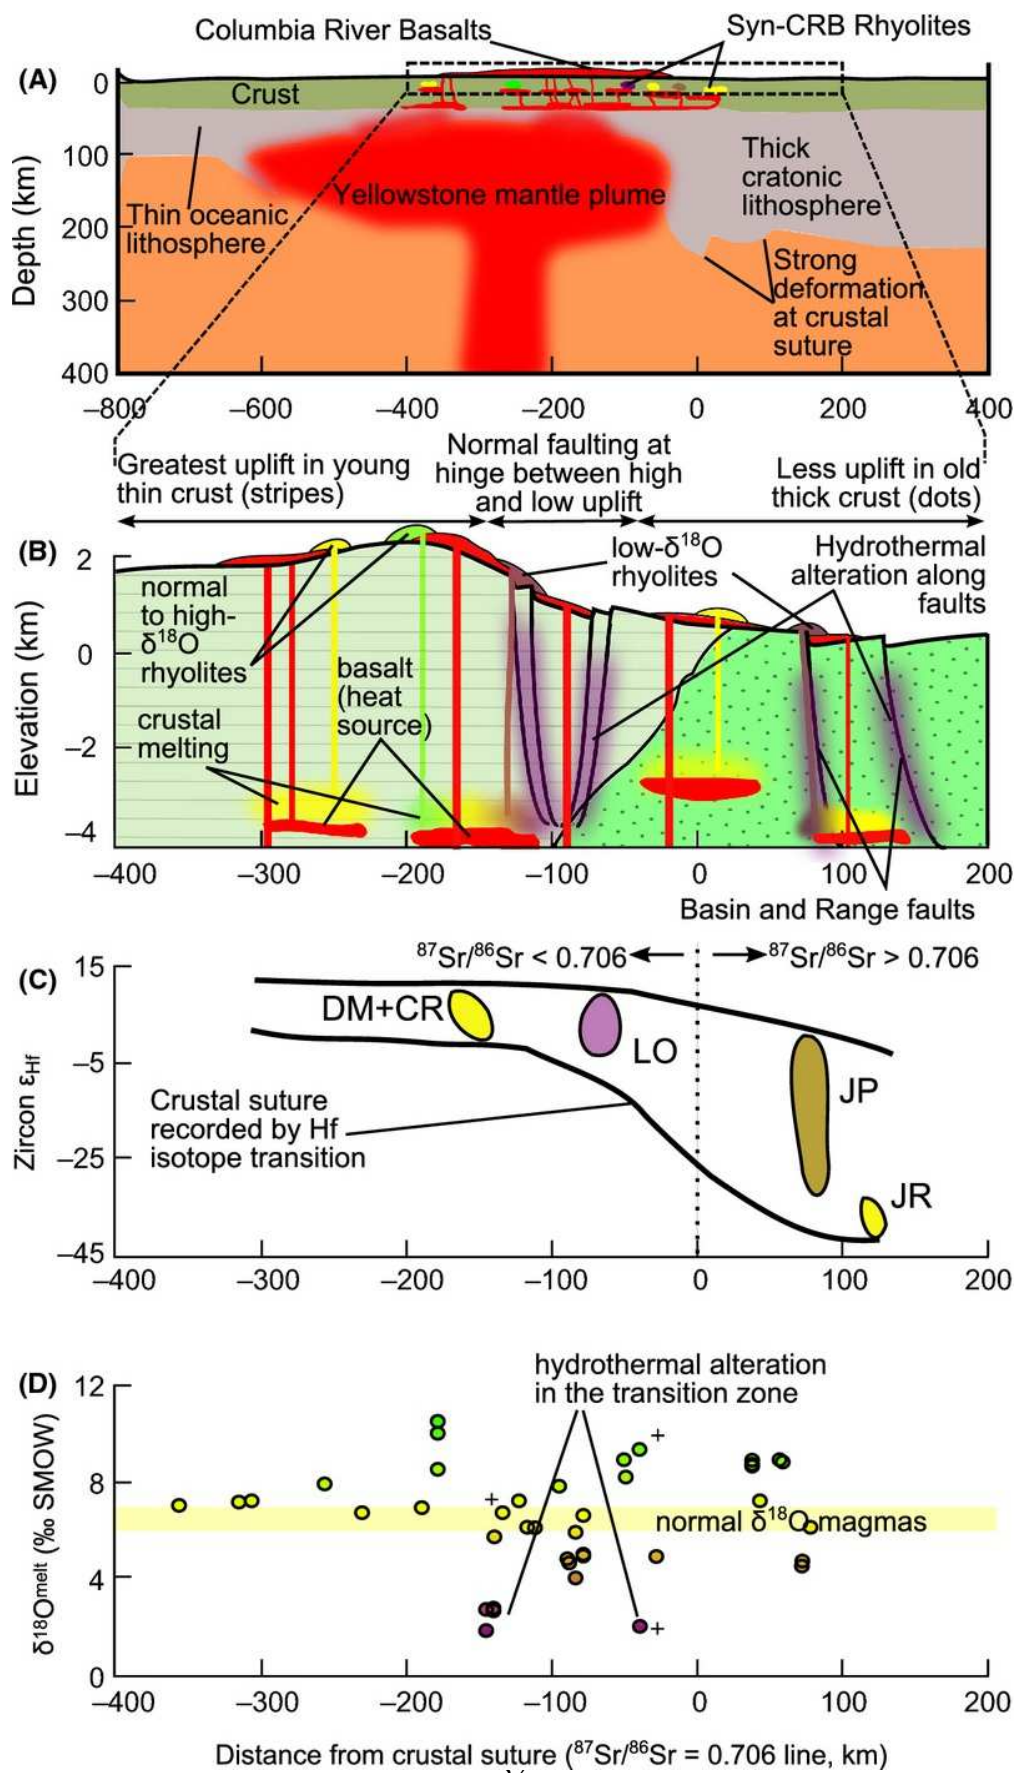 Columbia River Basalts
Syn-CRB Rhyolites
(A)
0
100
200
300
400
Depth (km)
Crust
Yellowstone mantle plume
Thin oceanic
lithosphere
Thick
cratonic
lithosphere
Strong
deformation
at crustal
suture
–800
–600
–400
–200
0
200
400
Greatest uplift in young
thin crust (stripes)
Normal faulting at
hinge between high
and low uplift
Less uplift in old
thick crust (dots)
(B)
2
0
–2
–4
Elevation (km)
low-δ¹⁸O
rhyolites
Hydrothermal
alteration along
faults
normal
to high-
δ¹⁸O
rhyolites
basalt
(heat
source)
crustal
melting
–400
–300
–200
–100
0
100
200
Basin and Range faults
(C)
15
–5
–25
–45
Zircon εHf
⁸⁷Sr/⁸⁶Sr < 0.706
⁸⁷Sr/⁸⁶Sr > 0.706
DM+CR
LO
JP
JR
Crustal suture
recorded by Hf
isotope transition
–400
–300
–200
–100
0
100
200
(D)
12
8
4
0
δ¹⁸Oᵐᵉˡᵗ (‰ SMOW)
hydrothermal alteration
in the transition zone
normal δ¹⁸O magmas
–400
–300
–200
–100
0
100
200
Distance from crustal suture (⁸⁷Sr/⁸⁶Sr = 0.706 line, km)